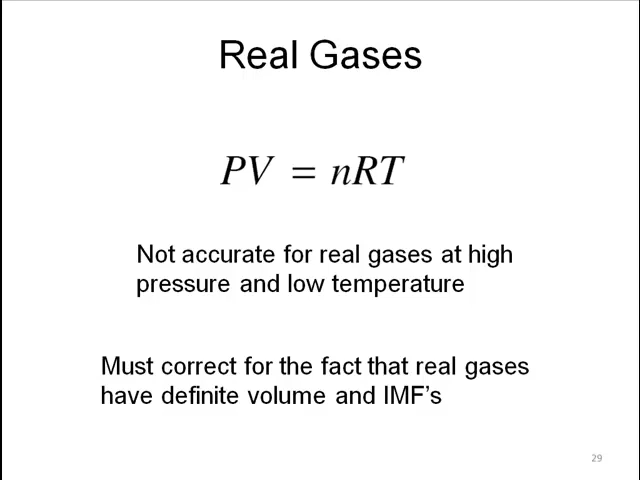 Real Gases
PV = nRT
Not accurate for real gases at high
pressure and low temperature
Must correct for the fact that real gases
have definite volume and IMF's
29